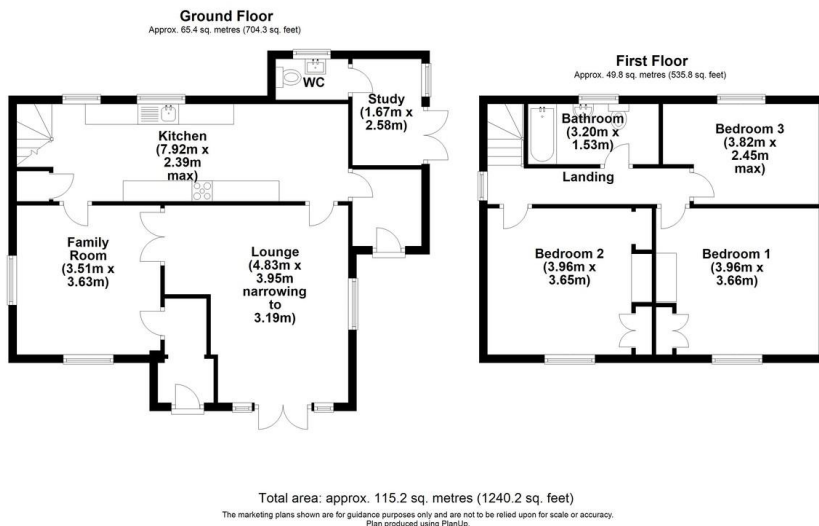 Ground Floor
Approx. 65.4 sq. metres (704.3 sq. feet)
WC
Study
(1.67m x
2.58m)
Kitchen
(7.92m x
2.39m
max)
Family
Room
(3.51m x
3.63m)
Lounge
(4.83m x
3.95m
narrowing
to
3.19m)
First Floor
Approx. 49.8 sq. metres (535.8 sq. feet)
Bathroom
(3.20m x
1.53m)
Bedroom 3
(3.82m x
2.45m
max)
Landing
Bedroom 2
(3.96m x
3.65m)
Bedroom 1
(3.96m x
3.66m)
Total area: approx. 115.2 sq. metres (1240.2 sq. feet)
The marketing plans shown are for guidance purposes only and are not to be relied upon for scale or accuracy.
Plan produced using PlanUp.